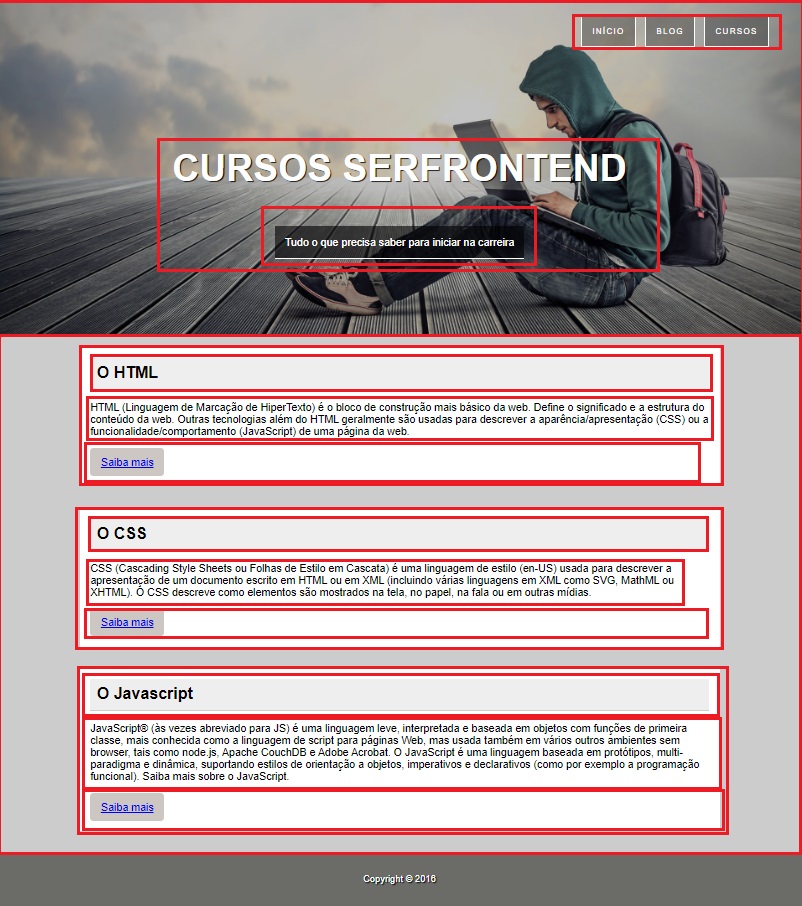 INÍCIO BLOG CURSOS
CURSOS SERFRONTEND
Tudo o que precisa saber para iniciar na carreira
O HTML
HTML (Linguagem de Marcação de HiperTexto) é o bloco de construção mais básico da web. Define o significado e a estrutura do
conteúdo da web. Outras tecnologias além do HTML geralmente são usadas para descrever a aparência/apresentação (CSS) ou a
funcionalidade/comportamento (JavaScript) de uma página da web.
Saiba mais
O CSS
CSS (Cascading Style Sheets ou Folhas de Estilo em Cascata) é uma linguagem de estilo (en-US) usada para descrever a
apresentação de um documento escrito em HTML ou em XML (incluindo várias linguagens em XML como SVG, MathML ou
XHTML). O CSS descreve como elementos são mostrados na tela, no papel, na fala ou em outras mídias.
Saiba mais
O Javascript
JavaScript® (às vezes abreviado para JS) é uma linguagem leve, interpretada e baseada em objetos com funções de primeira
classe, mais conhecida como a linguagem de script para páginas Web, mas usada também em vários outros ambientes sem
browser, tais como node.js, Apache CouchDB e Adobe Acrobat. O JavaScript é uma linguagem baseada em protótipos, multi-
paradigma e dinâmica, suportando estilos de orientação a objetos, imperativos e declarativos (como por exemplo a programação
funcional). Saiba mais sobre o JavaScript.
Saiba mais
Copyright © 2016